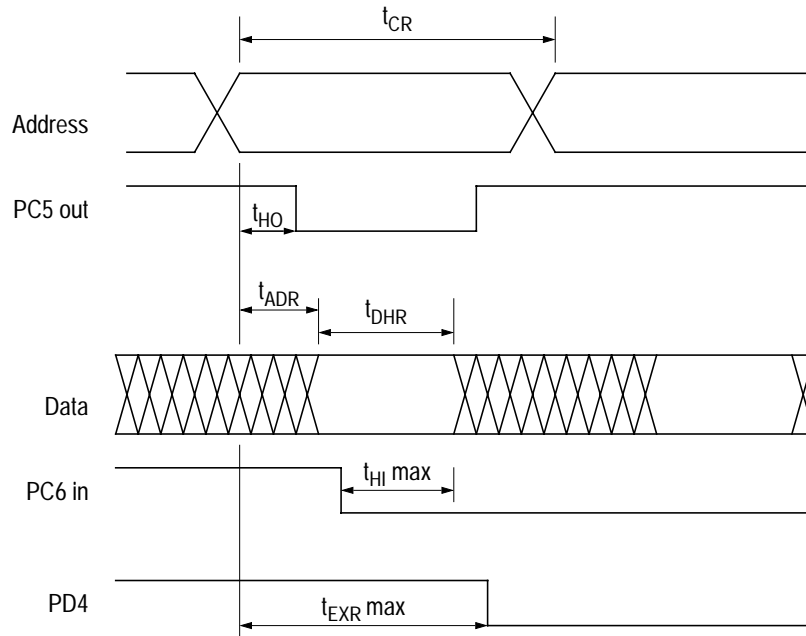 tCR
Address
PC5 out
tHO
tADR
tDHR
Data
PC6 in
tHI max
PD4
tEXR max